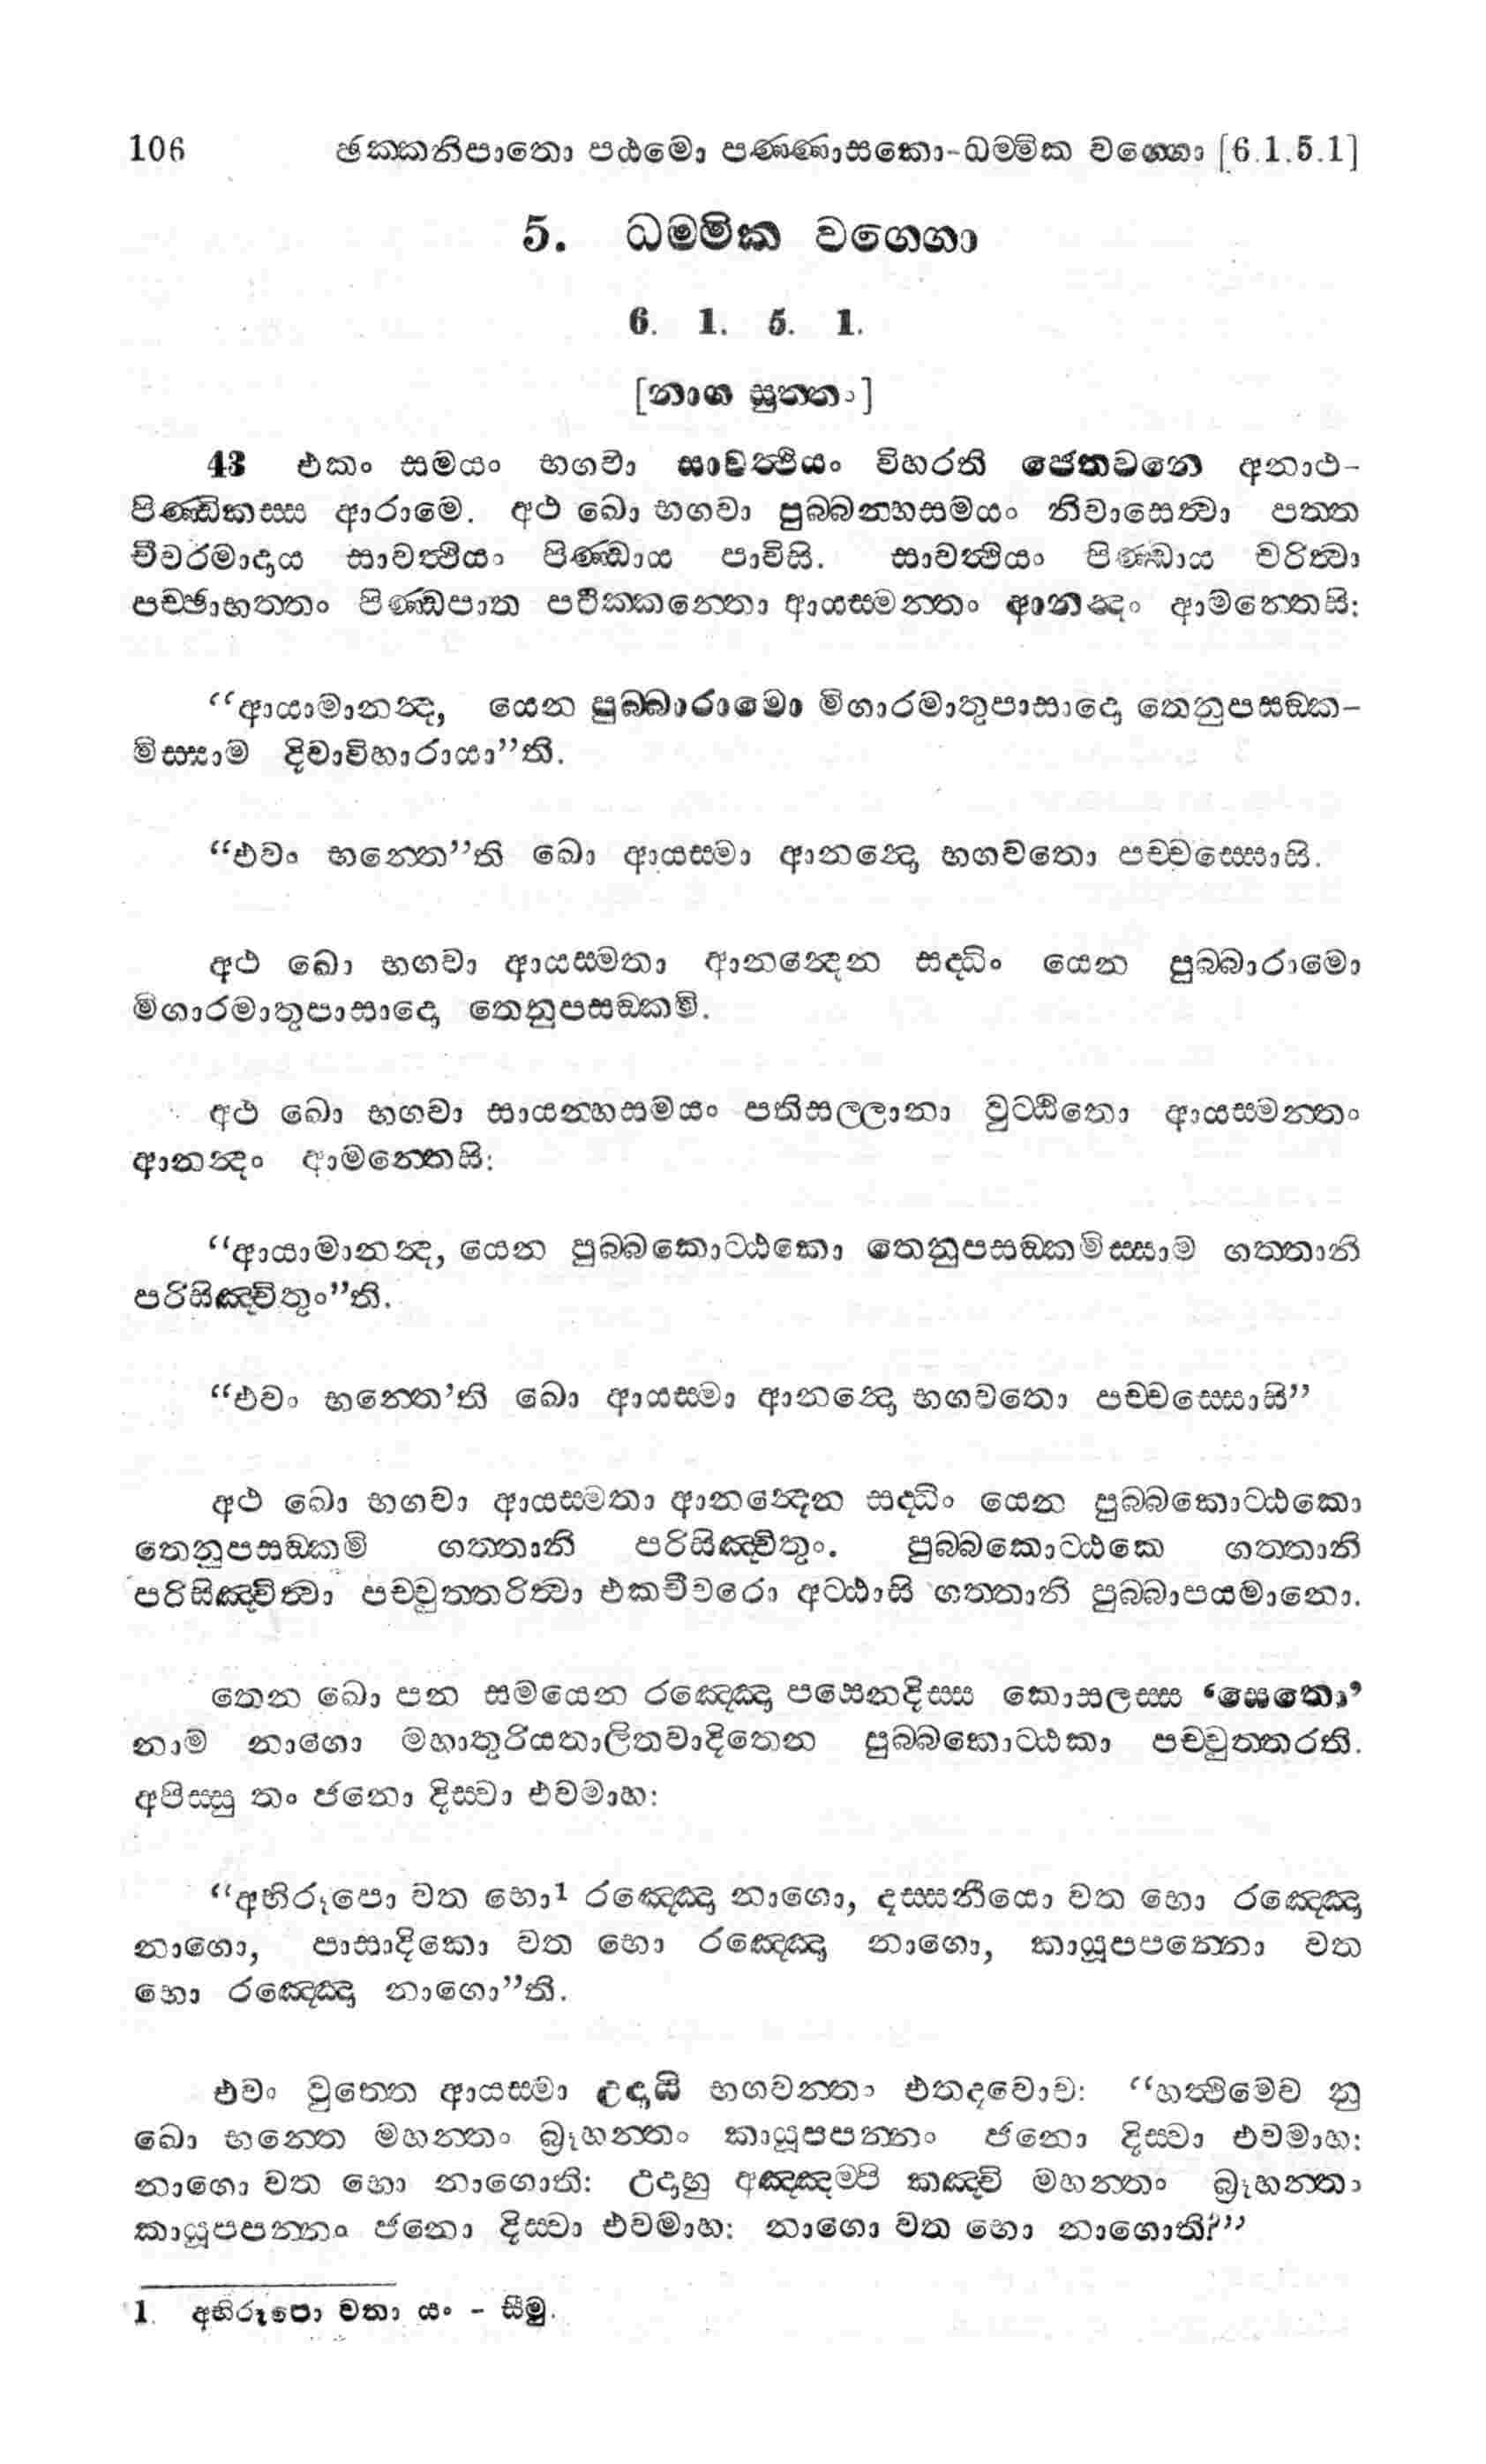 106 ඡක්කනිපාතො පඨමො පණ්ණාසකො-ධම්මික වග්ගො [6.1.5.1]
5. ධම්මික වග්ගො
6. 1. 5. 1.
[නාග සුත්තං]
43 එකං සමයං භගවා සාවත්ථියං විහරති ජෙතවනෙ අනාථ-
පිණ්ඩිකස්ස ආරාමෙ. අථ ඛො භගවා පුබ්බන්හසමයං නිවාසෙත්වා පත්ත
චීවරමාදාය සාවත්ථියං පිණ්ඩාය පාවිසි. සාවත්ථියං පිණ්ඩාය චරිත්වා
පච්ඡාභත්තං පිණ්ඩපාත පටික්කන්තො ආයස්මන්තං ආනන්දං ආමන්තෙසි:
“ආයාමානන්ද, යෙන පුබ්බාරාමො මිගාරමාතුපාසාදො තෙනුපසඞ්ක-
මිස්සාම දිවාවිහාරායා”ති.
“එවං භන්තෙ”ති ඛො ආයස්මා ආනන්දො භගවතො පච්චස්සොසි.
අථ ඛො භගවා ආයස්මතා ආනන්දෙන සද්ධිං යෙන පුබ්බාරාමො
මිගාරමාතුපාසාදො තෙනුපසඞ්කමි.
අථ ඛො භගවා සායන්හසමයං පතිසල්ලානා වුට්ඨිතො ආයස්මන්තං
ආනන්දං ආමන්තෙසි:
“ආයාමානන්ද, යෙන පුබ්බකොට්ඨකො තෙනුපසඞ්කමිස්සාම ගත්තානි
පරිසිඤ්චිතුං”ති.
“එවං භන්තෙ’ති ඛො ආයස්මා ආනන්දො භගවතො පච්චස්සොසි”
අථ ඛො භගවා ආයස්මතා ආනන්දෙන සද්ධිං යෙන පුබ්බකොට්ඨකො
තෙනුපසඞ්කමි ගත්තානි පරිසිඤ්චිතුං. පුබ්බකොට්ඨකෙ ගත්තානි
පරිසිඤ්චිත්වා පච්චුත්තරිත්වා එකචීවරො අට්ඨාසි ගත්තානි පුබ්බාපයමානො.
තෙන ඛො පන සමයෙන රඤ්ඤො පසෙනදිස්ස කොසලස්ස ‘සෙතො’
නාම නාගො මහාතුරියතාලිතවාදිතෙන පුබ්බකොට්ඨකා පච්චුත්තරති.
අපිස්සු තං ජනො දිස්වා එවමාහ:
“අභිරූපො වත භො1 රඤ්ඤො නාගො, දස්සනීයො වත භො රඤ්ඤො
නාගො, පාසාදිකො වත භො රඤ්ඤො නාගො, කායූපපන්නො වත
භො රඤ්ඤො නාගො”ති.
එවං වුත්තෙ ආයස්මා උදායි භගවන්තං එතදවොච: “හත්ථිමෙව නු
ඛො භන්තෙ මහන්තං බ්‍රූහන්තං කායූපපන්නං ජනො දිස්වා එවමාහ:
නාගො වත භො නාගොති: උදාහු අඤ්ඤම්පි කඤ්චි මහන්තං බ්‍රූහන්තං
කායූපපන්නං ජනො දිස්වා එවමාහ: නාගො වත භො නාගොති?”
1. අභිරූපො වතා යං - සීමු.